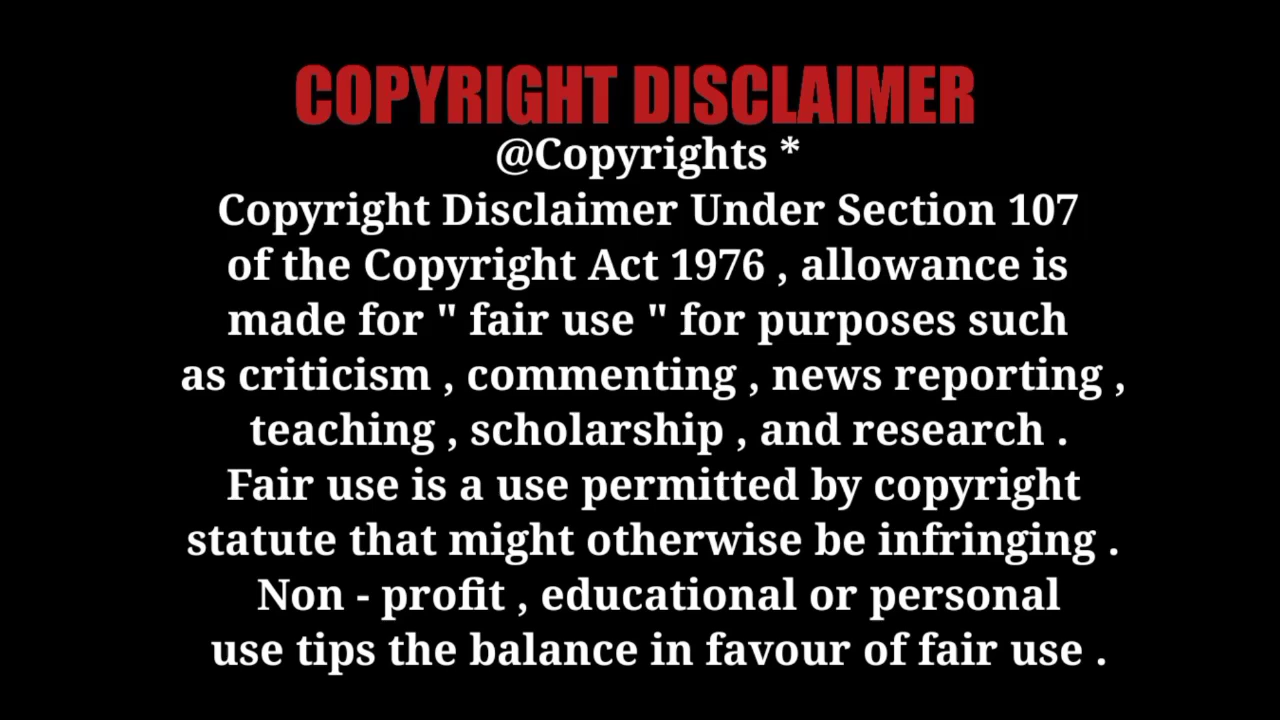 COPYRIGHT DISCLAIMER
@Copyrights *
Copyright Disclaimer Under Section 107
of the Copyright Act 1976 , allowance is
made for " fair use " for purposes such
as criticism , commenting , news reporting ,
teaching , scholarship , and research .
Fair use is a use permitted by copyright
statute that might otherwise be infringing .
Non - profit , educational or personal
use tips the balance in favour of fair use .